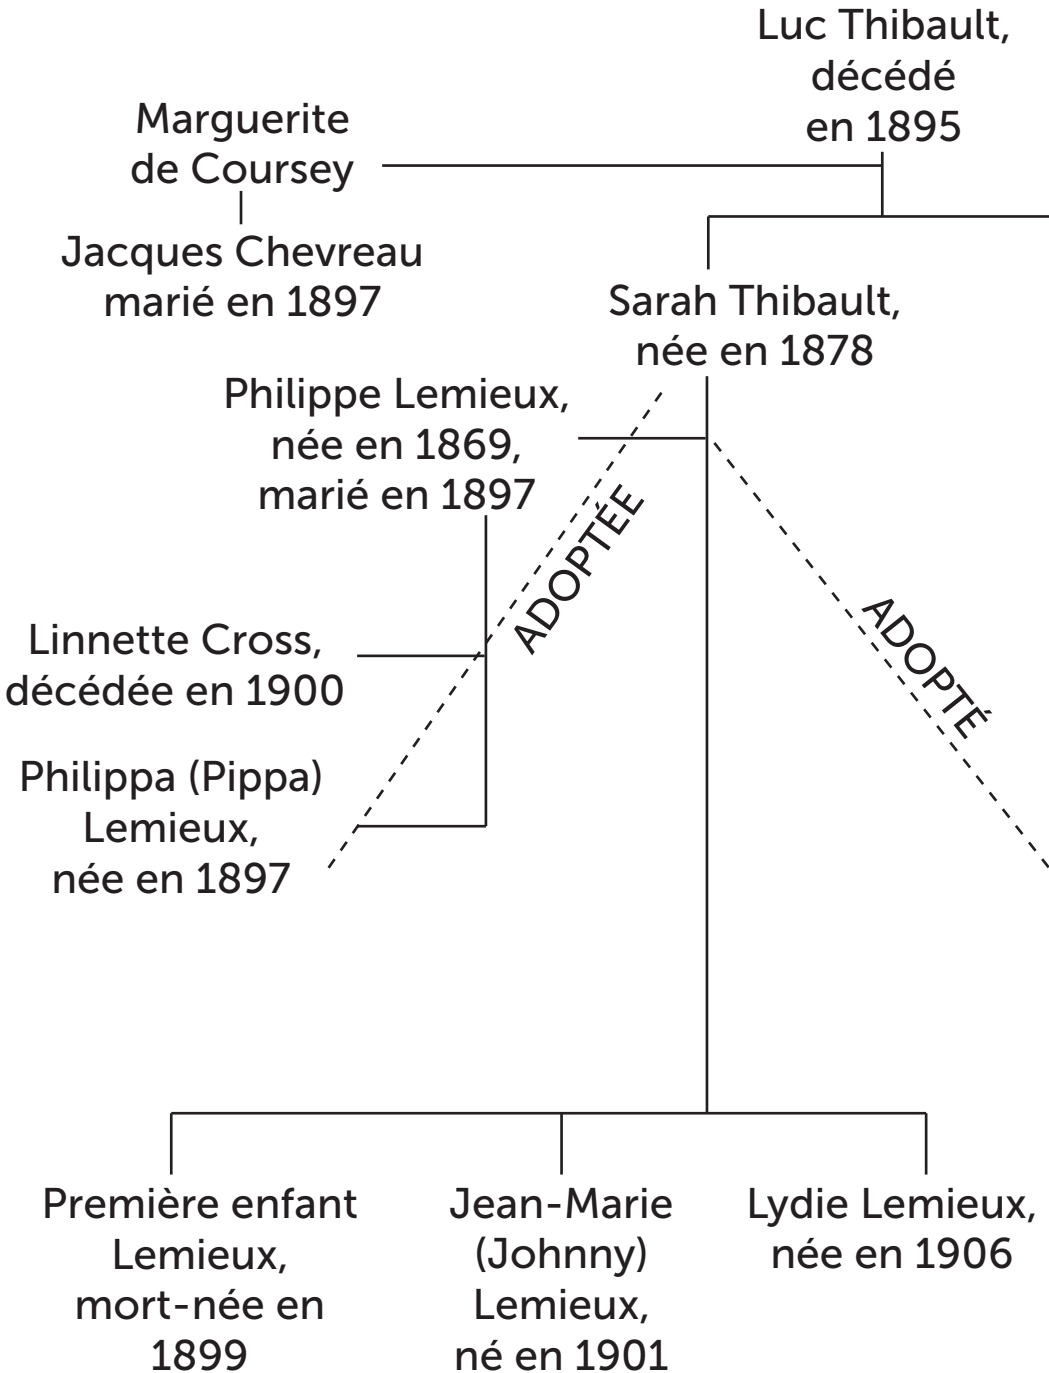 Luc Thibault,
décédé
en 1895
Marguerite
de Coursey
Jacques Chevreau
marié en 1897
Sarah Thibault,
née en 1878
Philippe Lemieux,
née en 1869,
marié en 1897
ADOPTÉE
ADOPTÉ
Linnette Cross,
décédée en 1900
Philippa (Pippa)
Lemieux,
née en 1897
Première enfant
Lemieux,
mort-née en
1899
Jean-Marie
(Johnny)
Lemieux,
né en 1901
Lydie Lemieux,
née en 1906